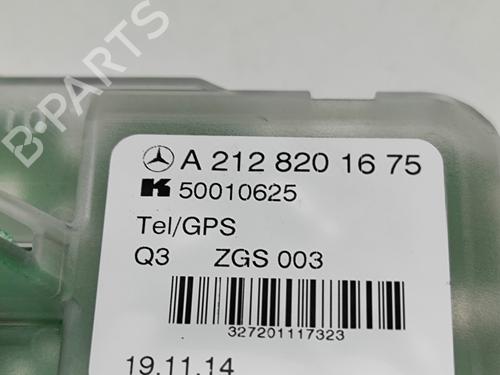 B-PARTS
A 212 820 16 75
K 50010625
Tel/GPS
Q3 ZGS 003
327201117323
19.11.14